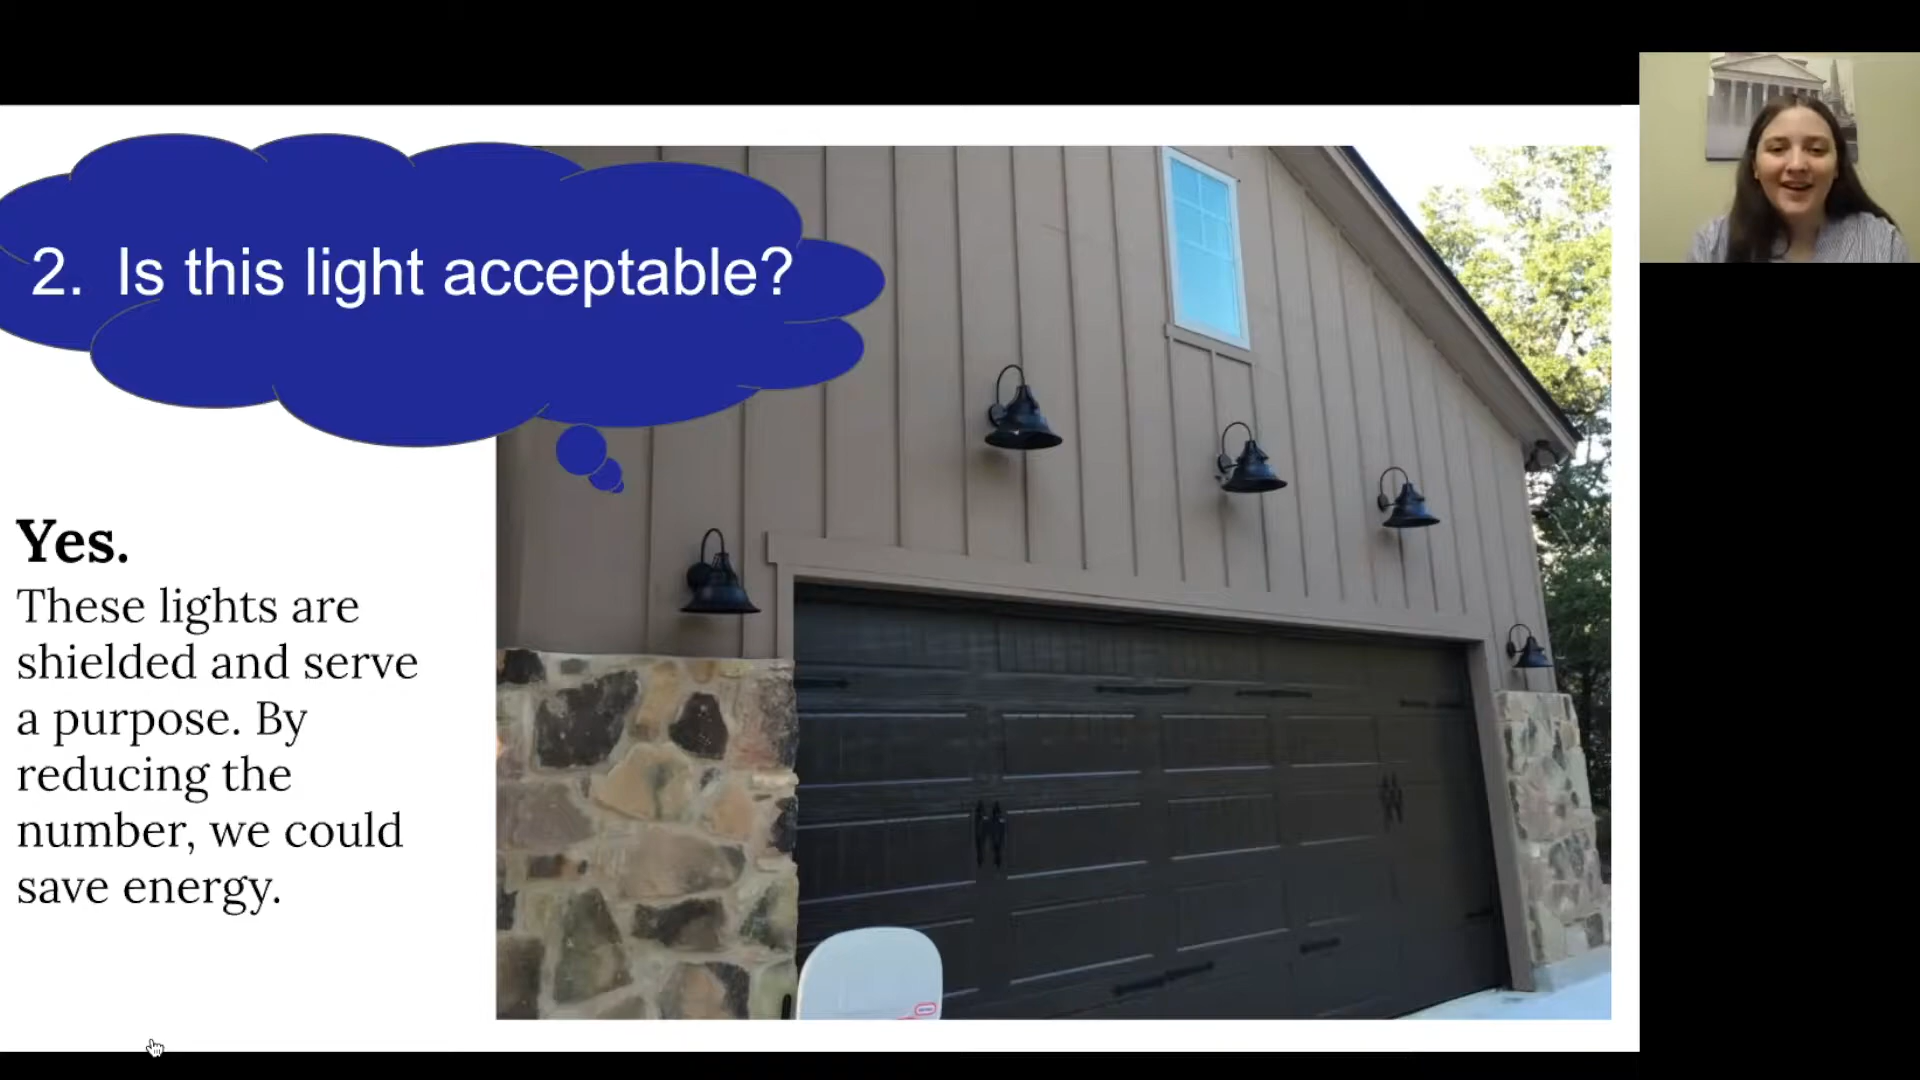 2. Is this light acceptable?
Yes.
These lights are
shielded and serve
a purpose. By
reducing the
number, we could
save energy.